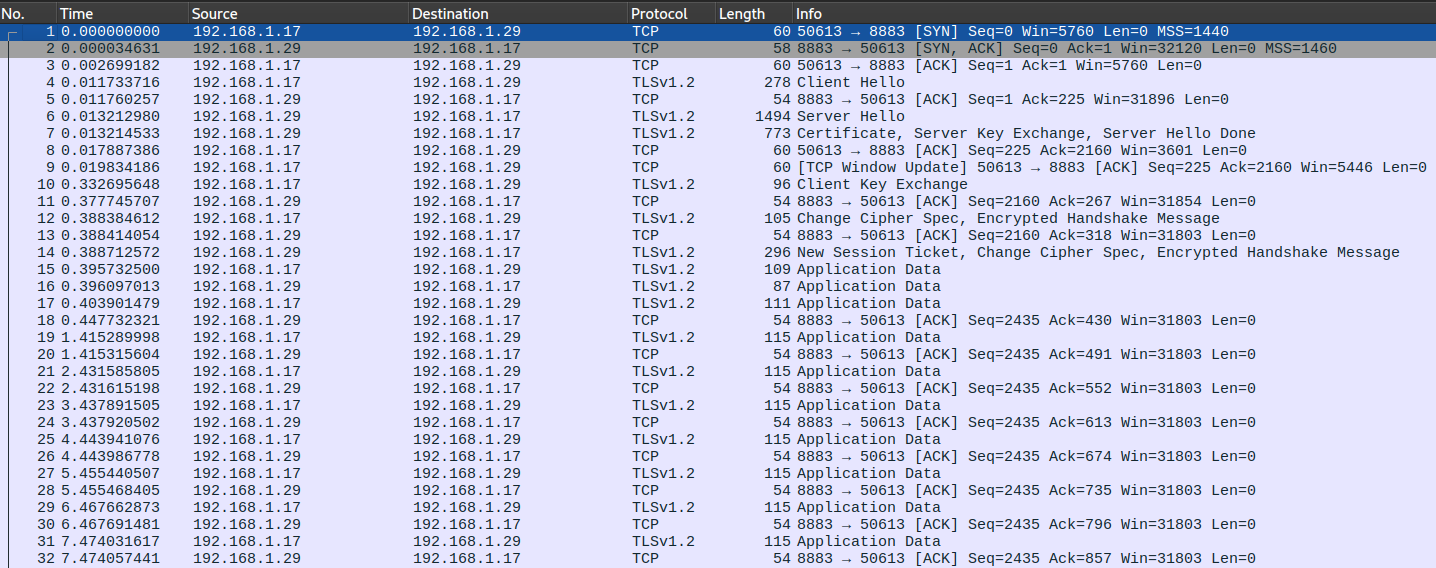 No. Time Source Destination Protocol Length Info
1 0.000000000 192.168.1.17 192.168.1.29 TCP 60 50613 → 8883 [SYN] Seq=0 Win=5760 Len=0 MSS=1440
2 0.000034631 192.168.1.29 192.168.1.17 TCP 58 8883 → 50613 [SYN, ACK] Seq=0 Ack=1 Win=32120 Len=0 MSS=1460
3 0.002699182 192.168.1.17 192.168.1.29 TCP 60 50613 → 8883 [ACK] Seq=1 Ack=1 Win=5760 Len=0
4 0.011733716 192.168.1.17 192.168.1.29 TLSv1.2 278 Client Hello
5 0.011760257 192.168.1.29 192.168.1.17 TCP 54 8883 → 50613 [ACK] Seq=1 Ack=225 Win=31896 Len=0
6 0.013212980 192.168.1.29 192.168.1.17 TLSv1.2 1494 Server Hello
7 0.013214533 192.168.1.29 192.168.1.17 TLSv1.2 773 Certificate, Server Key Exchange, Server Hello Done
8 0.017887386 192.168.1.17 192.168.1.29 TCP 60 50613 → 8883 [ACK] Seq=225 Ack=2160 Win=3601 Len=0
9 0.019834186 192.168.1.17 192.168.1.29 TCP 60 [TCP Window Update] 50613 → 8883 [ACK] Seq=225 Ack=2160 Win=5446 Len=0
10 0.332695648 192.168.1.17 192.168.1.29 TLSv1.2 96 Client Key Exchange
11 0.377745707 192.168.1.29 192.168.1.17 TCP 54 8883 → 50613 [ACK] Seq=2160 Ack=267 Win=31854 Len=0
12 0.388384612 192.168.1.17 192.168.1.29 TLSv1.2 105 Change Cipher Spec, Encrypted Handshake Message
13 0.388414054 192.168.1.29 192.168.1.17 TCP 54 8883 → 50613 [ACK] Seq=2160 Ack=318 Win=31803 Len=0
14 0.388712572 192.168.1.29 192.168.1.17 TLSv1.2 296 New Session Ticket, Change Cipher Spec, Encrypted Handshake Message
15 0.395732500 192.168.1.17 192.168.1.29 TLSv1.2 109 Application Data
16 0.396097013 192.168.1.29 192.168.1.17 TLSv1.2 87 Application Data
17 0.403901479 192.168.1.17 192.168.1.29 TLSv1.2 111 Application Data
18 0.447732321 192.168.1.29 192.168.1.17 TCP 54 8883 → 50613 [ACK] Seq=2435 Ack=430 Win=31803 Len=0
19 1.415289998 192.168.1.17 192.168.1.29 TLSv1.2 115 Application Data
20 1.415315604 192.168.1.29 192.168.1.17 TCP 54 8883 → 50613 [ACK] Seq=2435 Ack=491 Win=31803 Len=0
21 2.431585805 192.168.1.17 192.168.1.29 TLSv1.2 115 Application Data
22 2.431615198 192.168.1.29 192.168.1.17 TCP 54 8883 → 50613 [ACK] Seq=2435 Ack=552 Win=31803 Len=0
23 3.437891505 192.168.1.17 192.168.1.29 TLSv1.2 115 Application Data
24 3.437920502 192.168.1.29 192.168.1.17 TCP 54 8883 → 50613 [ACK] Seq=2435 Ack=613 Win=31803 Len=0
25 4.443941076 192.168.1.17 192.168.1.29 TLSv1.2 115 Application Data
26 4.443986778 192.168.1.29 192.168.1.17 TCP 54 8883 → 50613 [ACK] Seq=2435 Ack=674 Win=31803 Len=0
27 5.455440507 192.168.1.17 192.168.1.29 TLSv1.2 115 Application Data
28 5.455468405 192.168.1.29 192.168.1.17 TCP 54 8883 → 50613 [ACK] Seq=2435 Ack=735 Win=31803 Len=0
29 6.467662873 192.168.1.17 192.168.1.29 TLSv1.2 115 Application Data
30 6.467691481 192.168.1.29 192.168.1.17 TCP 54 8883 → 50613 [ACK] Seq=2435 Ack=796 Win=31803 Len=0
31 7.474031617 192.168.1.17 192.168.1.29 TLSv1.2 115 Application Data
32 7.474057441 192.168.1.29 192.168.1.17 TCP 54 8883 → 50613 [ACK] Seq=2435 Ack=857 Win=31803 Len=0